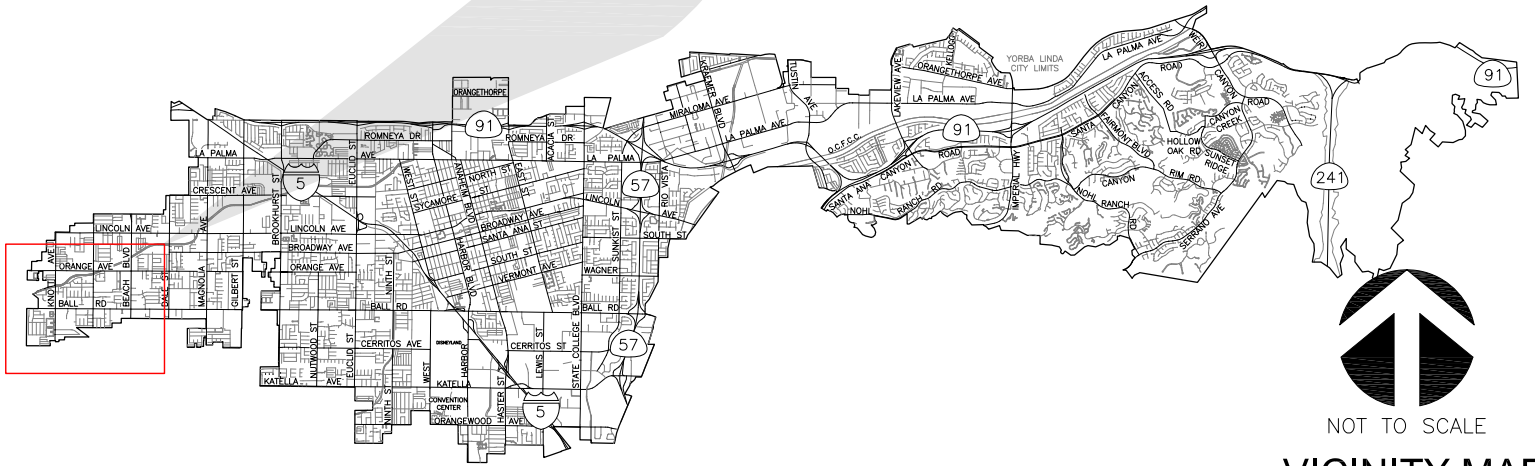 YORBA LINDA
CITY LIMITS
LA PALMA AVE
WEIR
ROAD
CANYON
ROAD
91
241
KELLOGG
ORANGETHORPE AVE
LAKEVIEW AVE
LA PALMA AVE
91
TUSTIN
AVE
KRAEMER BLVD
MIRALOMA AVE
LA PALMA AVE
O.C.F.C.C.
SANTA ANA
CANYON
ROAD
SANTA
CANYON
ACCESS RD
FAIRMONT BLVD
CANYON
CREEK
HOLLOW
OAK RD
SUNSET
RIDGE
CANYON
RIM RD
NOHL RANCH
RD
SERRANO AVE
IMPERIAL HWY
NOHL
RANCH RD
ORANGETHORPE
91
ROMNEYA DR
ROMNEYA DR
ACACIA ST
LA PALMA
AVE
LA PALMA
EUCLID ST
5
57
RIO VISTA
CRESCENT AVE
WEST ST
SYCAMORE
ANAHEIM BLVD
NORTH ST
EAST ST
LINCOLN
AVE
BROOKHURST ST
LINCOLN AVE
LINCOLN AVE
BROADWAY AVE
BROADWAY AVE
SANTA ANA ST
SOUTH ST
SOUTH ST
SUNKIST ST
VERMONT AVE
WAGNER
HARBOR BLVD
KNOTT AVE
ORANGE AVE
BEACH BLVD
DALE ST
MAGNOLIA
AVE
GILBERT ST
ORANGE AVE
NINTH ST
BALL RD
BALL RD
BALL RD
NUTWOOD ST
EUCLID ST
CERRITOS AVE
DISNEYLAND
HARBOR
WEST
CERRITOS ST
LEWIS ST
STATE COLLEGE BLVD
57
KATELLA AVE
KATELLA
NINTH ST
CONVENTION
CENTER
HASTER ST
ORANGEWOOD AVE
5
NOT TO SCALE
VICINITY MAP